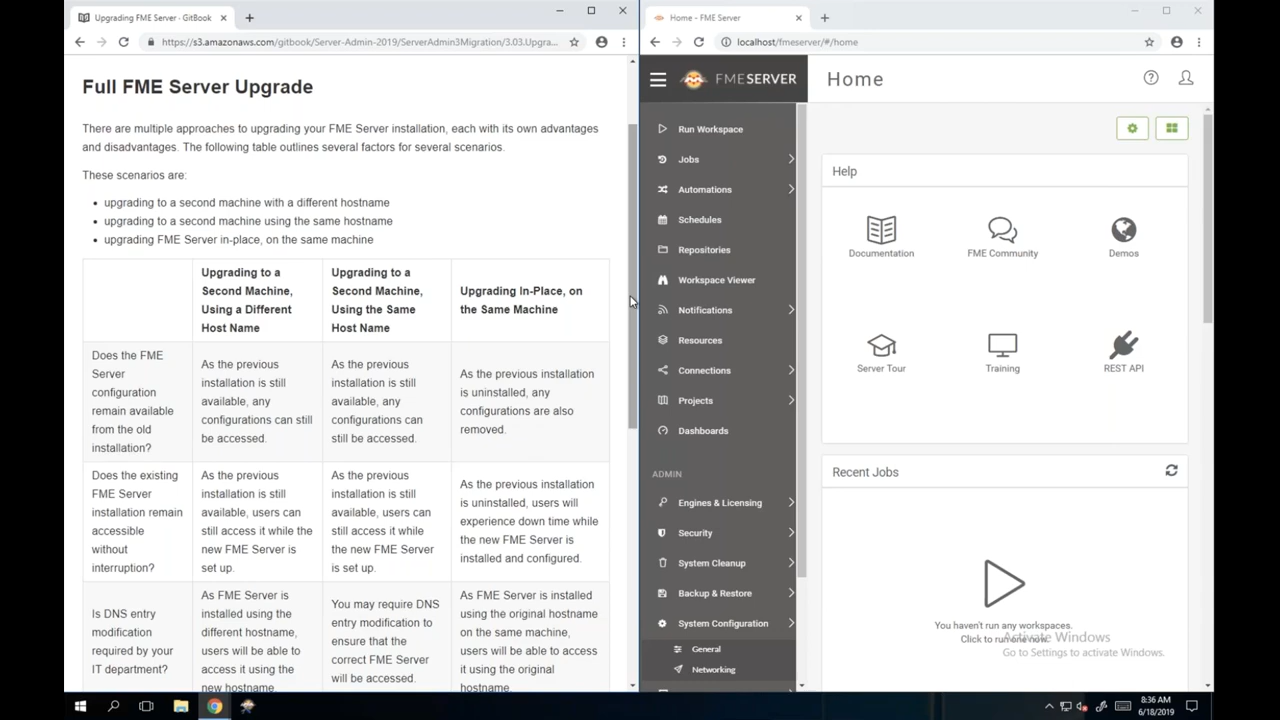 Upgrading FME Server · GitBook
https://s3.amazonaws.com/gitbook/Server-Admin-2019/ServerAdmin3Migration/3.03.Upgra...
Full FME Server Upgrade
There are multiple approaches to upgrading your FME Server installation, each with its own advantages
and disadvantages. The following table outlines several factors for several scenarios.
These scenarios are:
• upgrading to a second machine with a different hostname
• upgrading to a second machine using the same hostname
• upgrading FME Server in-place, on the same machine
Upgrading to a
Second Machine,
Using a Different
Host Name
Upgrading to a
Second Machine,
Using the Same
Host Name
Upgrading In-Place, on
the Same Machine
Does the FME
Server
configuration
remain available
from the old
installation?
As the previous
installation is still
available, any
configurations can still
be accessed.
As the previous
installation is still
available, any
configurations can
still be accessed.
As the previous installation
is uninstalled, any
configurations are also
removed.
Does the existing
FME Server
installation remain
accessible
without
interruption?
As the previous
installation is still
available, users can
still access it while the
new FME Server is
set up.
As the previous
installation is still
available, users can
still access it while
the new FME Server
is set up.
As the previous installation
is uninstalled, users will
experience down time while
the new FME Server is
installed and configured.
Is DNS entry
modification
required by your
IT department?
As FME Server is
installed using the
different hostname,
users will be able to
access it using the
new hostname.
You may require DNS
entry modification to
ensure that the
correct FME Server
will be accessed.
As FME Server is installed
using the original hostname
on the same machine,
users will be able to access
it using the original
hostname.
Home - FME Server
localhost/fmeserver/#/home
FMESERVER
Home
Run Workspace
Jobs
Automations
Schedules
Repositories
Workspace Viewer
Notifications
Resources
Connections
Projects
Dashboards
ADMIN
Engines & Licensing
Security
System Cleanup
Backup & Restore
System Configuration
General
Networking
Help
Documentation
FME Community
Demos
Server Tour
Training
REST API
Recent Jobs
You haven't run any workspaces.
Click to run one now.
Activate Windows
Go to Settings to activate Windows.
8:36 AM
6/18/2019